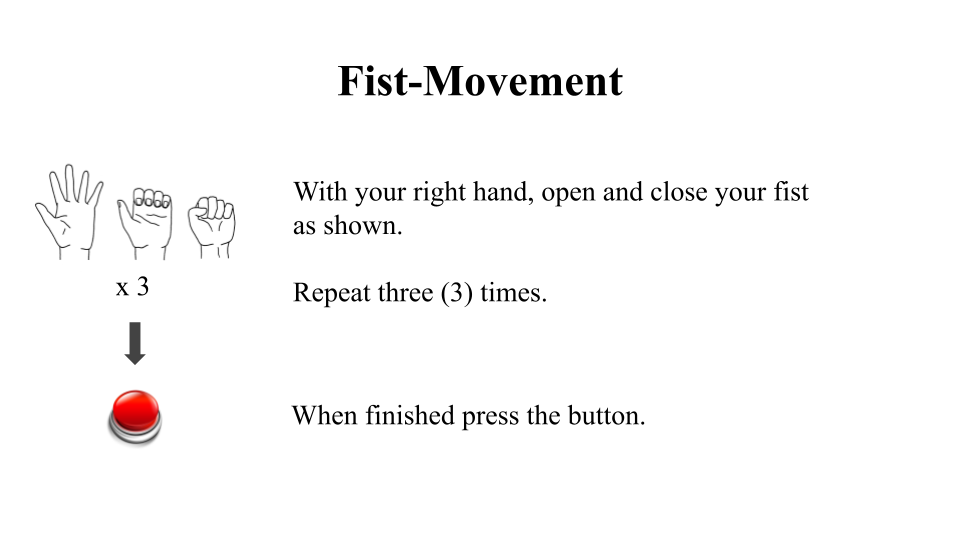 Fist-Movement
With your right hand, open and close your fist
as shown.
x 3
Repeat three (3) times.
When finished press the button.